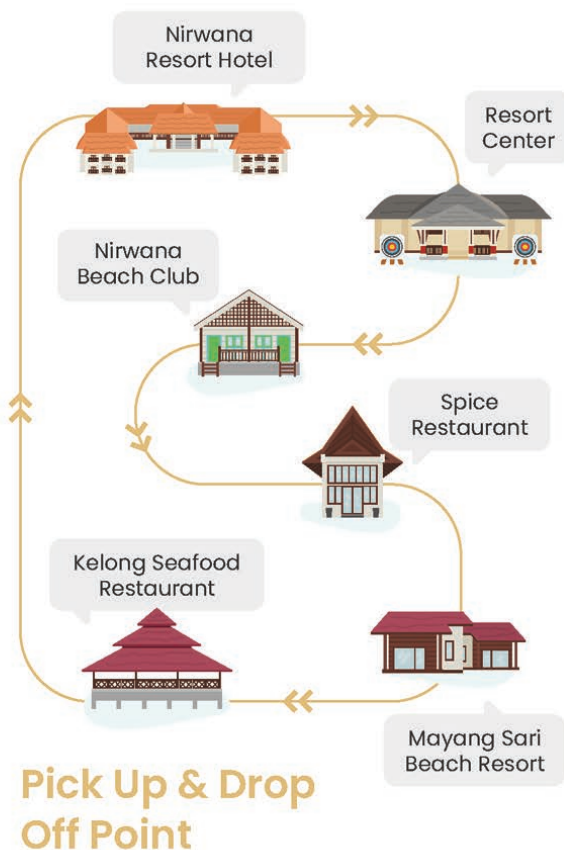 Nirwana
Resort Hotel
Resort
Center
Nirwana
Beach Club
Spice
Restaurant
Kelong Seafood
Restaurant
Mayang Sari
Beach Resort
Pick Up & Drop
Off Point